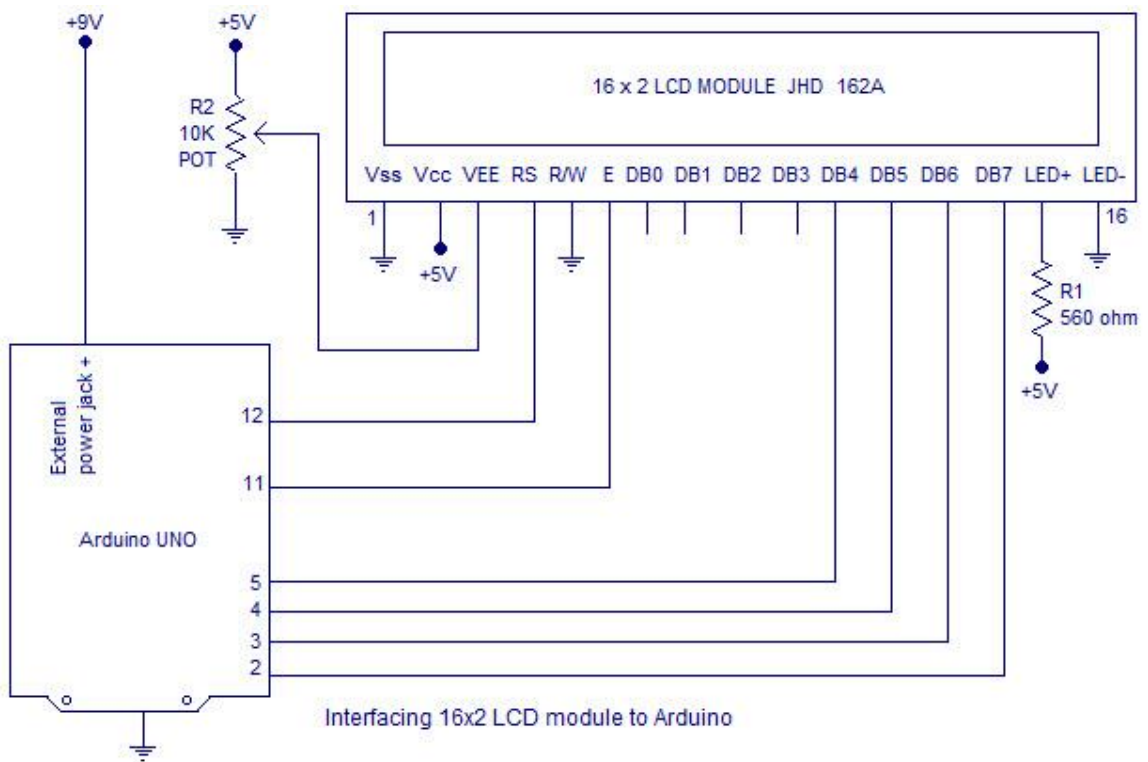 +9V
+5V
R2
10K
POT
16 x 2 LCD MODULE JHD 162A
Vss Vcc VEE RS R/W E DB0 DB1 DB2 DB3 DB4 DB5 DB6 DB7 LED+ LED-
1
16
+5V
R1
560 ohm
+5V
External
power jack +
12
11
Arduino UNO
5
4
3
2
Interfacing 16x2 LCD module to Arduino